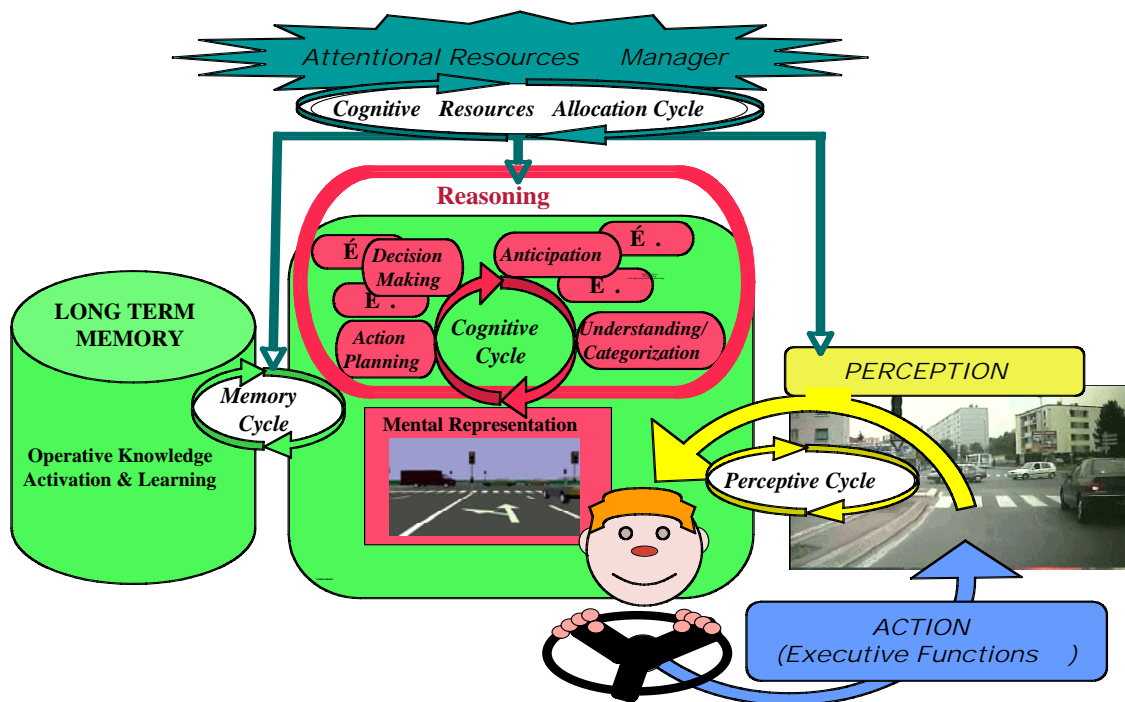 Attentional Resources Manager
Cognitive Resources Allocation Cycle
Reasoning
É
Decision
Making
Anticipation
É .
É .
É .
Action
Planning
Cognitive
Cycle
Understanding/
Categorization
LONG TERM
MEMORY
Memory
Cycle
Operative Knowledge
Activation & Learning
Mental Representation
PERCEPTION
Perceptive Cycle
ACTION
(Executive Functions )